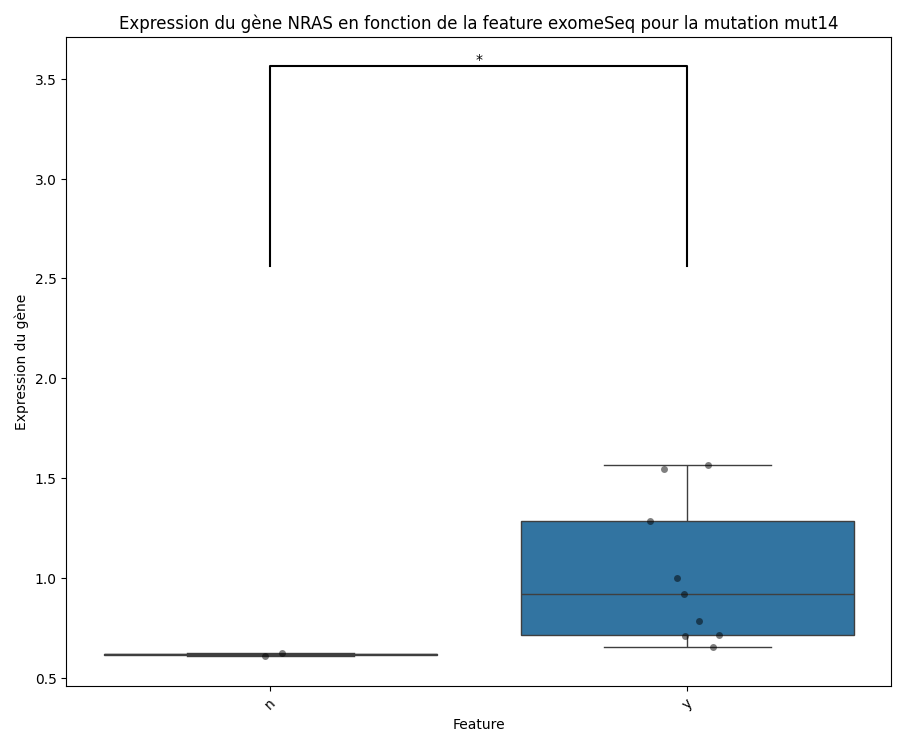 Expression du gène NRAS en fonction de la feature exomeSeq pour la mutation mut14
*
3.5
3.0
2.5
2.0
1.5
1.0
0.5
Expression du gène
n
y
Feature